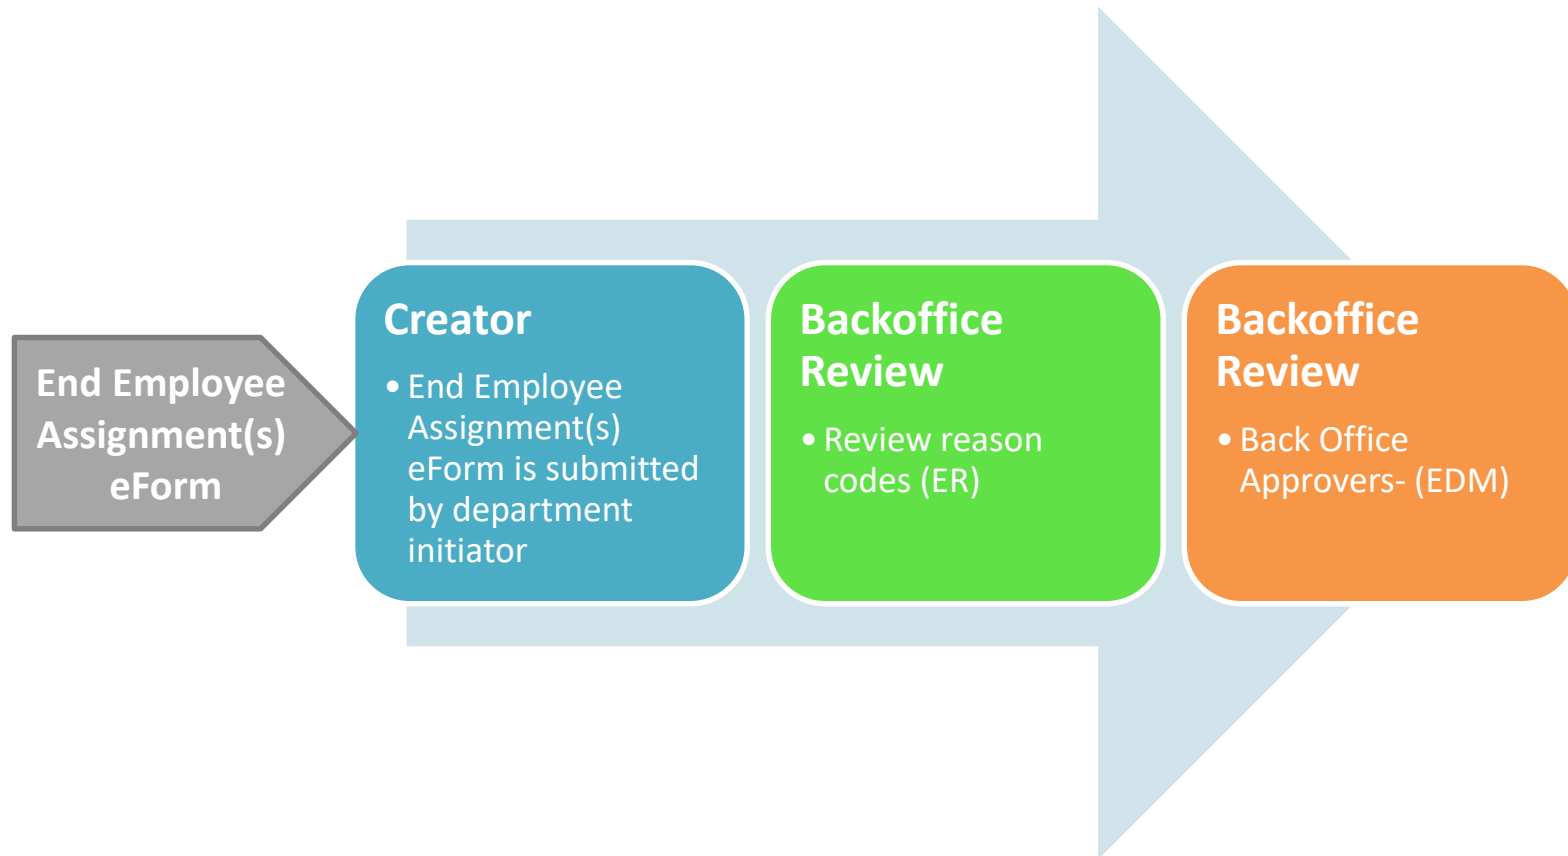 End Employee
Assignment(s)
eForm
Creator
• End Employee
Assignment(s)
eForm is submitted
by department
initiator
Backoffice
Review
• Review reason
codes (ER)
Backoffice
Review
• Back Office
Approvers- (EDM)